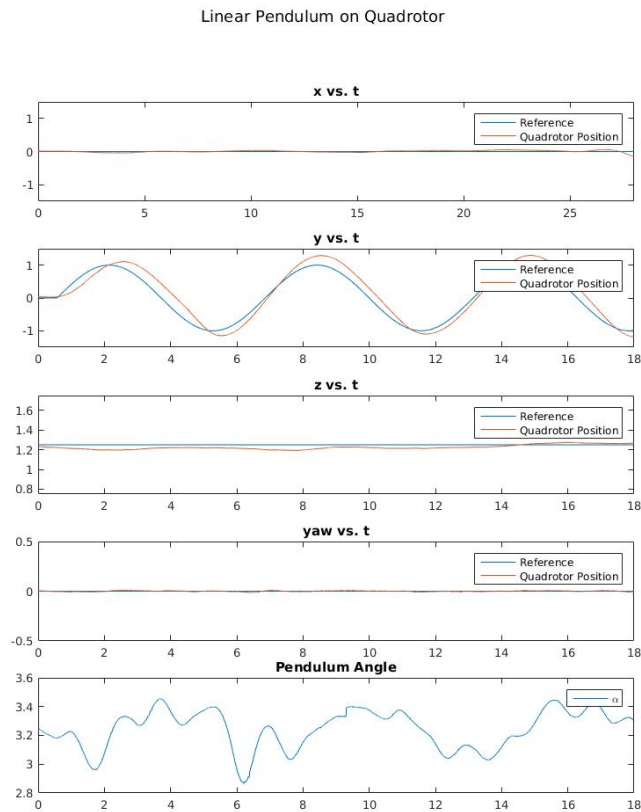 Linear Pendulum on Quadrotor
x vs. t
1
0
-1
Reference
Quadrotor Position
0 5 10 15 20 25
y vs. t
1
0
-1
Reference
Quadrotor Position
0 2 4 6 8 10 12 14 16 18
z vs. t
1.6
1.4
1.2
1
0.8
Reference
Quadrotor Position
0 2 4 6 8 10 12 14 16 18
yaw vs. t
0.5
0
-0.5
Reference
Quadrotor Position
0 2 4 6 8 10 12 14 16 18
Pendulum Angle
3.6
3.4
3.2
3
2.8
α
0 2 4 6 8 10 12 14 16 18